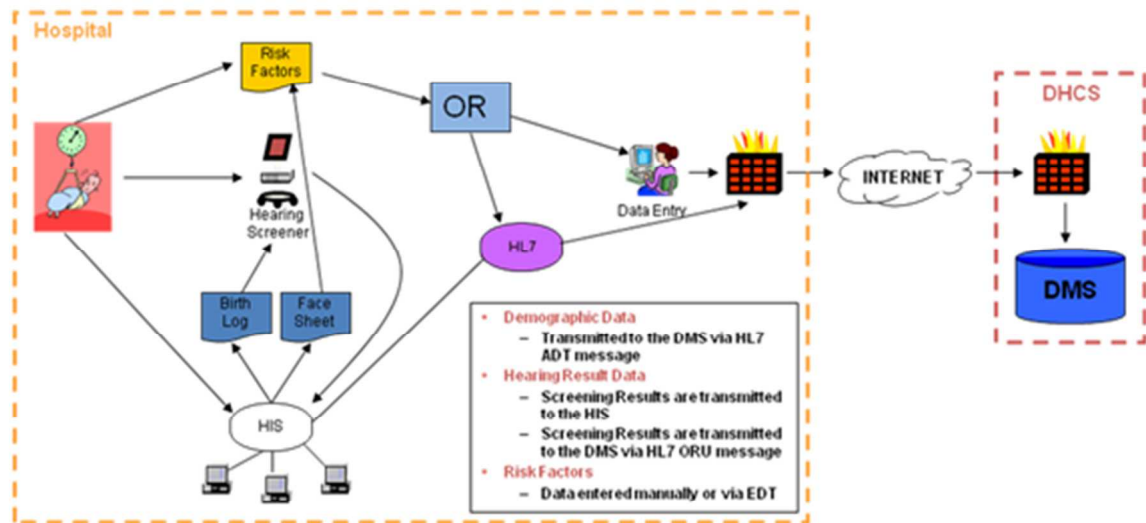 Hospital
Risk
Factors
OR
DHCS
INTERNET
Data Entry
Hearing
Screener
HL7
Birth
Log
Face
Sheet
DMS
HIS
• Demographic Data
– Transmitted to the DMS via HL7
ADT message
• Hearing Result Data
– Screening Results are transmitted
to the HIS
– Screening Results are transmitted
to the DMS via HL7 ORU message
• Risk Factors
– Data entered manually or via EDT